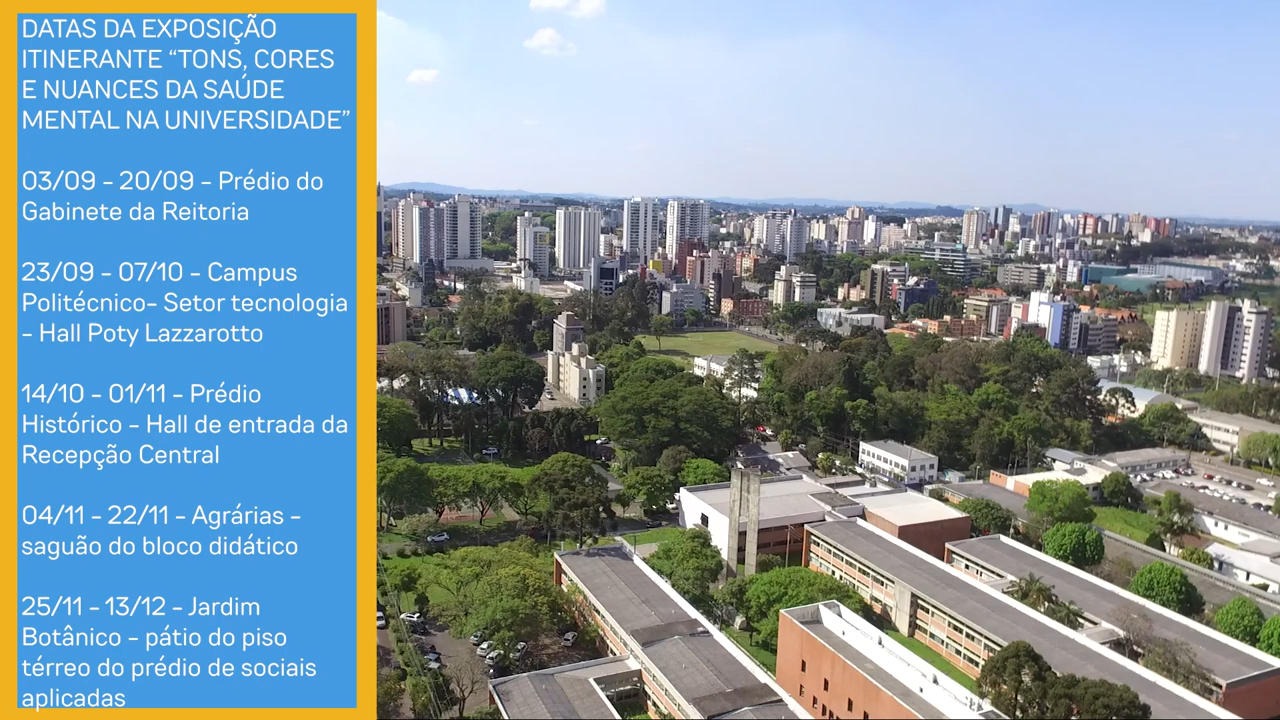 DATAS DA EXPOSIÇÃO
ITINERANTE “TONS, CORES
E NUANCES DA SAÚDE
MENTAL NA UNIVERSIDADE”
03/09 - 20/09 - Prédio do
Gabinete da Reitoria
23/09 - 07/10 - Campus
Politécnico- Setor tecnologia
- Hall Poty Lazzarotto
14/10 - 01/11 - Prédio
Histórico - Hall de entrada da
Recepção Central
04/11 - 22/11 - Agrárias -
saguão do bloco didático
25/11 - 13/12 - Jardim
Botânico - pátio do piso
térreo do prédio de sociais
aplicadas